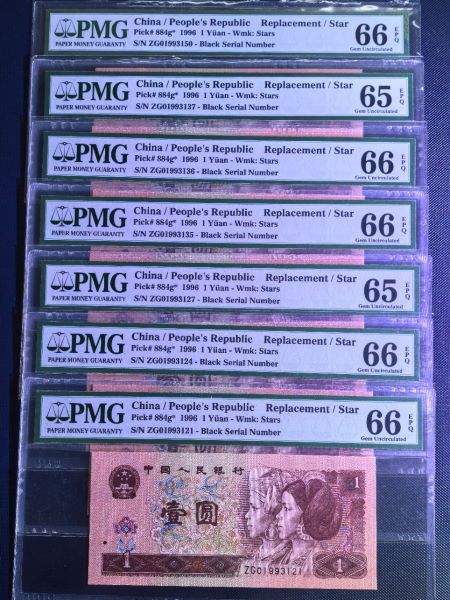 PMG
PAPER MONEY GUARANTY
China / People's Republic Replacement / Star
Pick# 884g* 1996 1 Yüan - Wmk: Stars
S/N ZG01993150 - Black Serial Number
66 EPQ
Gem Uncirculated
PMG
PAPER MONEY GUARANTY
China / People's Republic Replacement / Star
Pick# 884g* 1996 1 Yüan - Wmk: Stars
S/N ZG01993137 - Black Serial Number
65 EPQ
Gem Uncirculated
PMG
PAPER MONEY GUARANTY
China / People's Republic Replacement / Star
Pick# 884g* 1996 1 Yüan - Wmk: Stars
S/N ZG01993136 - Black Serial Number
66 EPQ
Gem Uncirculated
PMG
PAPER MONEY GUARANTY
China / People's Republic Replacement / Star
Pick# 884g* 1996 1 Yüan - Wmk: Stars
S/N ZG01993135 - Black Serial Number
66 EPQ
Gem Uncirculated
PMG
PAPER MONEY GUARANTY
China / People's Republic Replacement / Star
Pick# 884g* 1996 1 Yüan - Wmk: Stars
S/N ZG01993127 - Black Serial Number
65 EPQ
Gem Uncirculated
PMG
PAPER MONEY GUARANTY
China / People's Republic Replacement / Star
Pick# 884g* 1996 1 Yüan - Wmk: Stars
S/N ZG01993124 - Black Serial Number
66 EPQ
Gem Uncirculated
PMG
PAPER MONEY GUARANTY
China / People's Republic Replacement / Star
Pick# 884g* 1996 1 Yüan - Wmk: Stars
S/N ZG01993121 - Black Serial Number
66 EPQ
Gem Uncirculated
中国人民银行
1
壹圆
1
ZG01993121
1